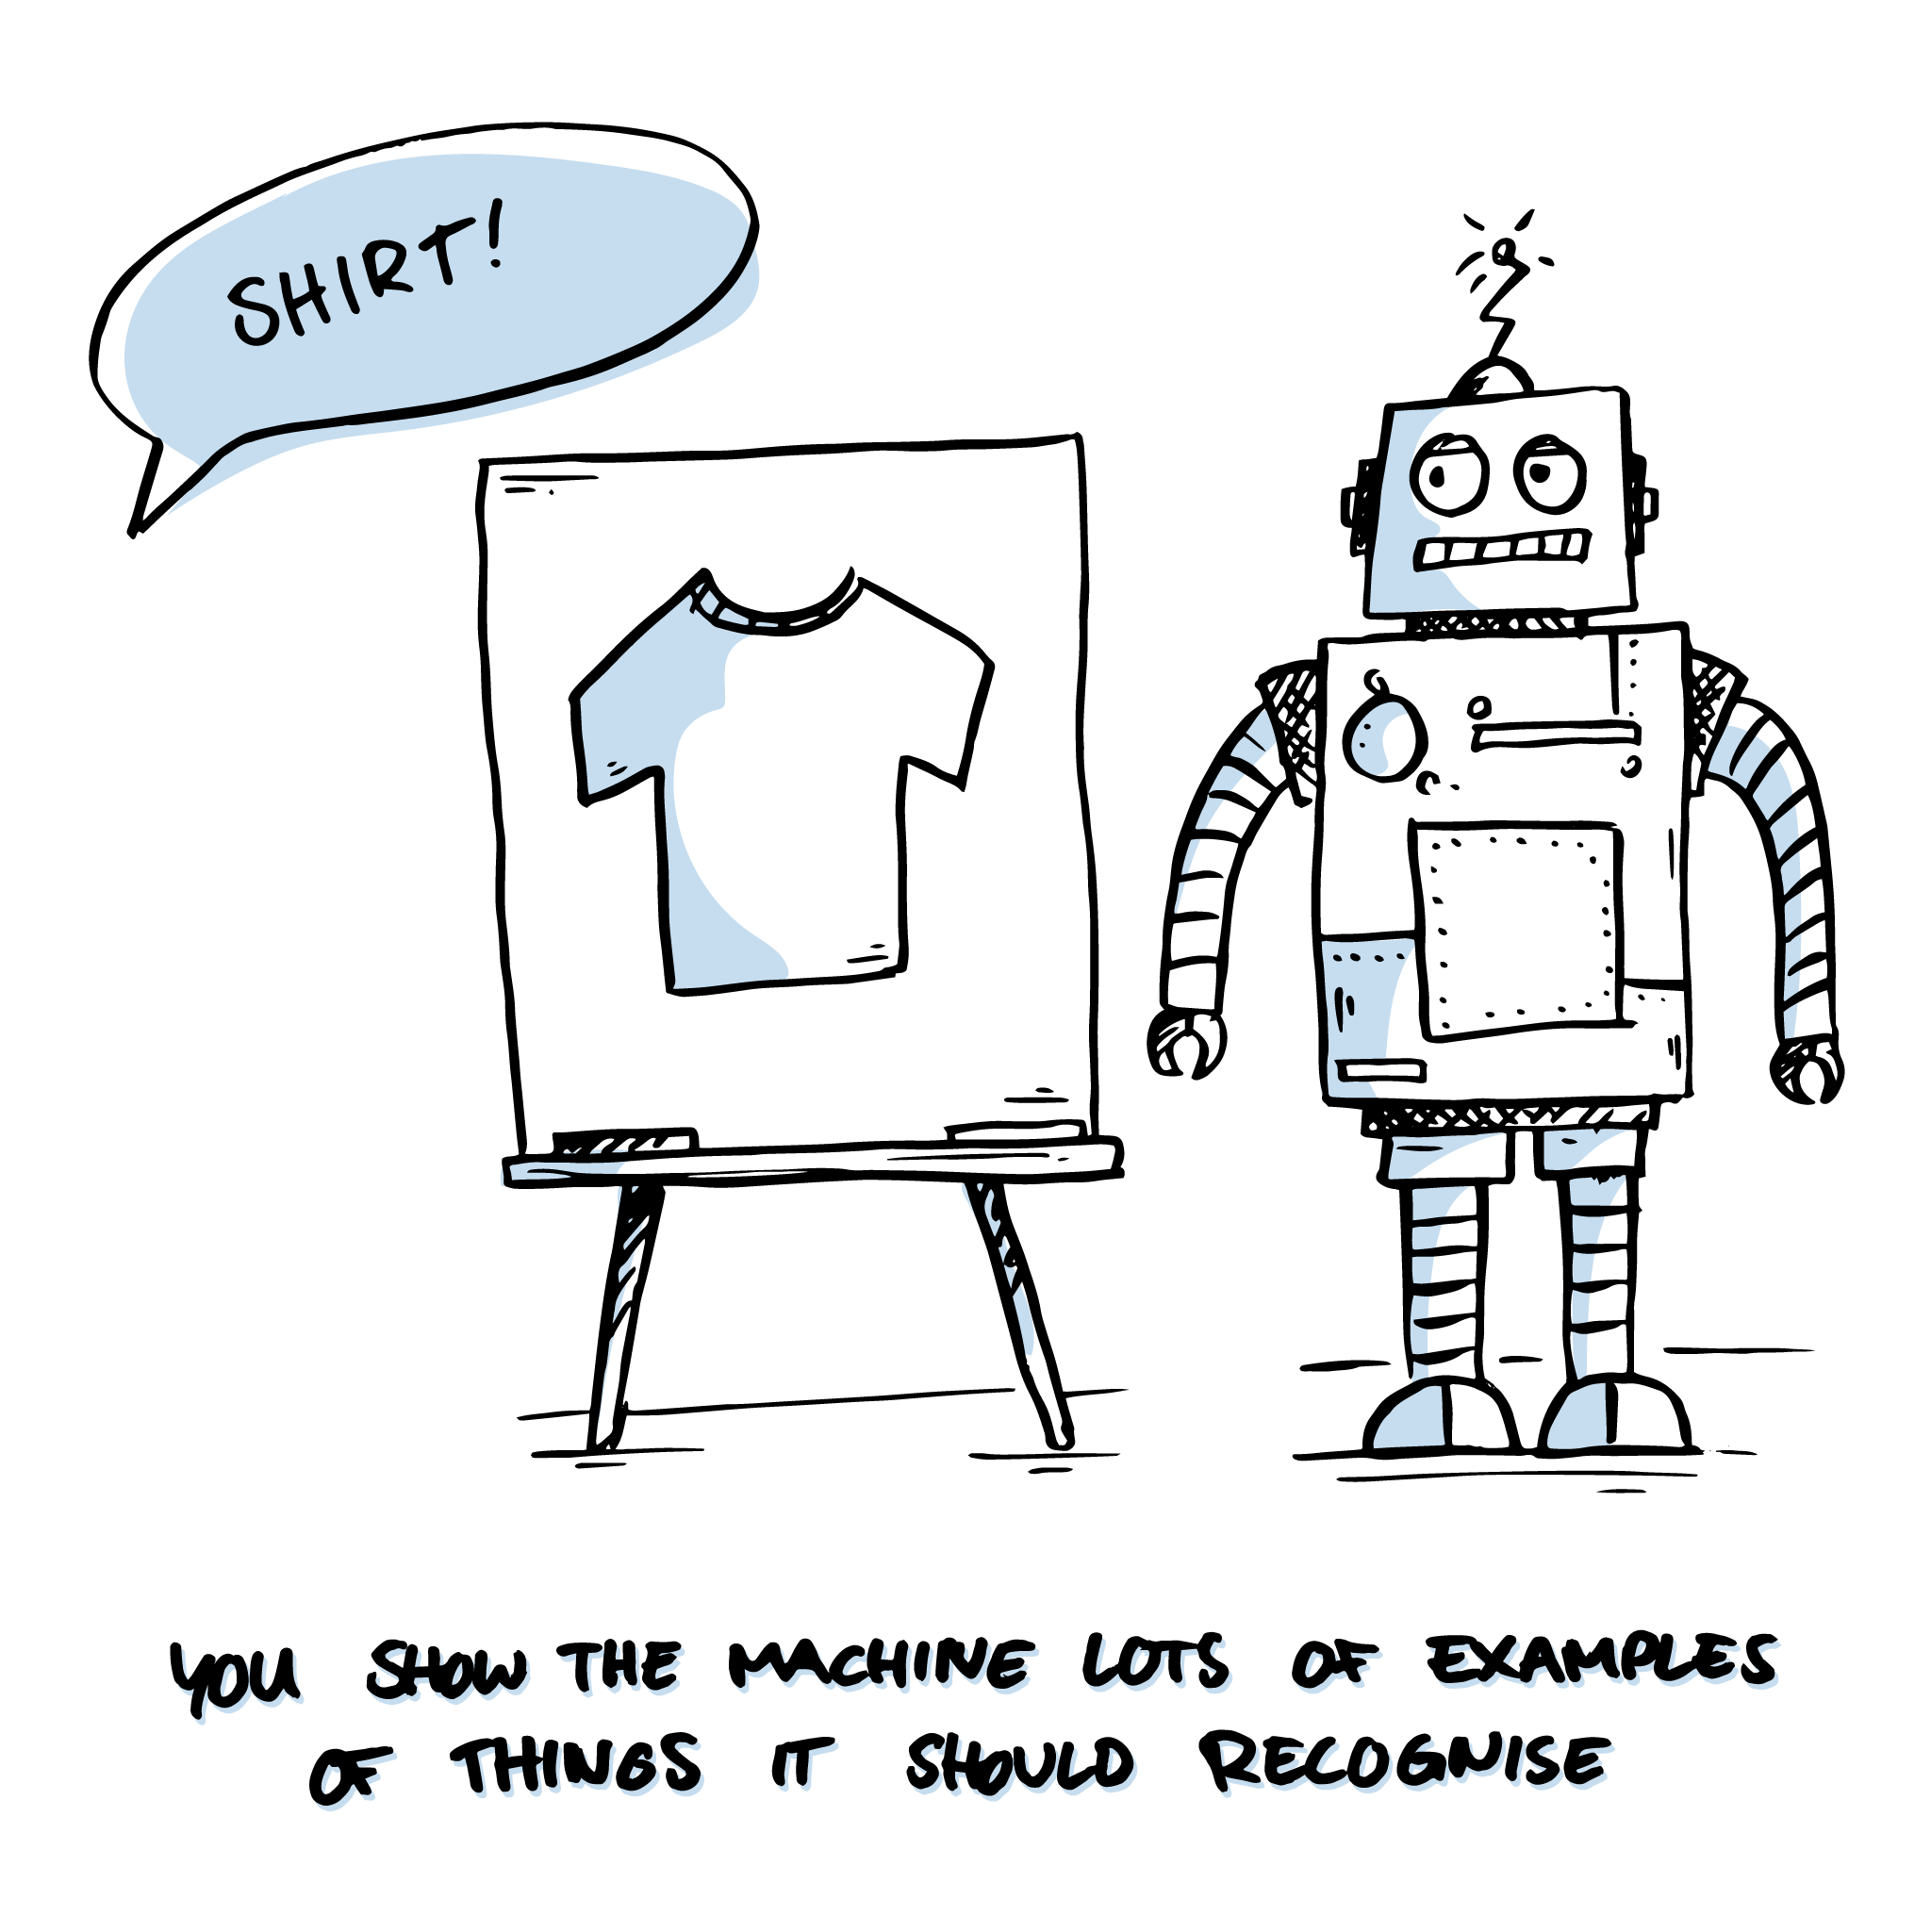 SHIRT!
YOU SHOW THE MACHINE LOTS OF EXAMPLES
OF THINGS IT SHOULD RECOGNISE